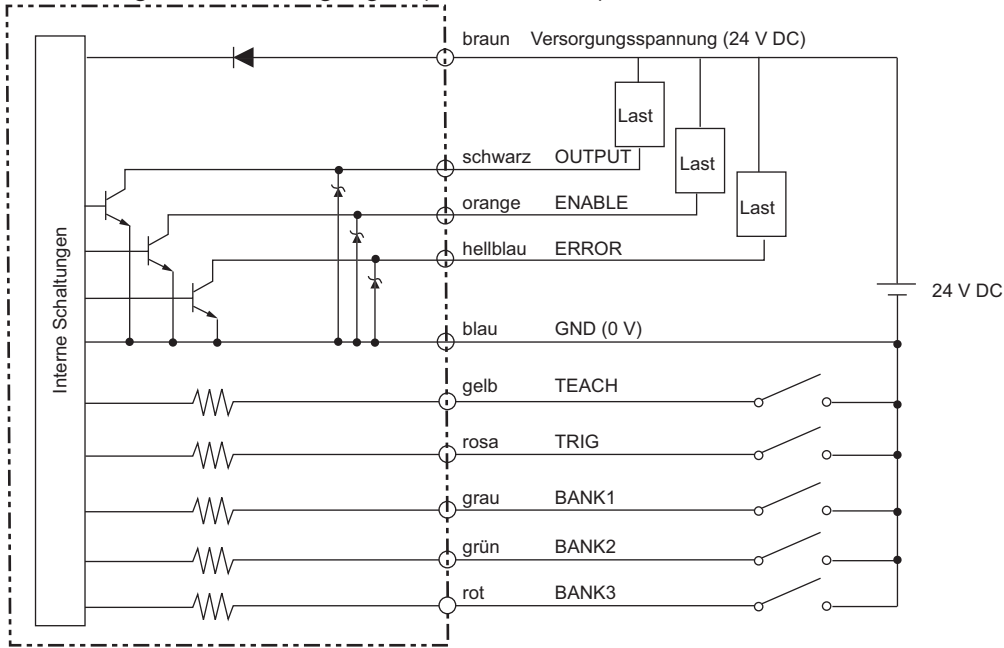 braun Versorgungsspannung (24 V DC)
Last
Last
Last
schwarz OUTPUT
orange ENABLE
hellblau ERROR
Interne Schaltungen
24 V DC
blau GND (0 V)
gelb TEACH
rosa TRIG
grau BANK1
grün BANK2
rot BANK3